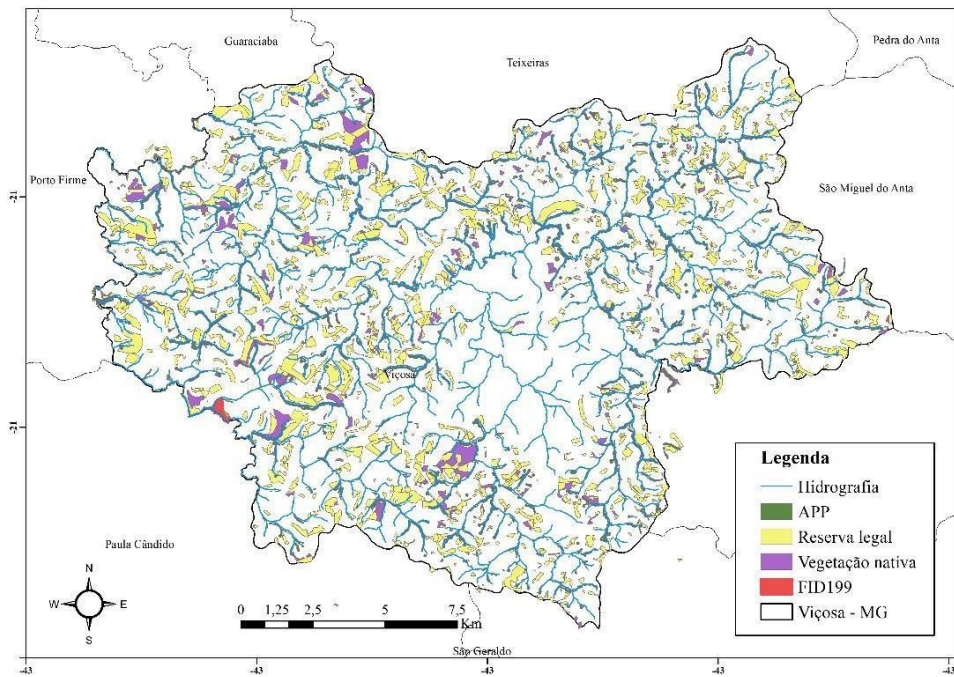 Guaraciaba
Teixeiras
Pedra do Anta
Porto Firme
-21
São Miguel do Anta
Viçosa
-21
Paula Cândido
São Geraldo
N
W E
S
0 1,25 2,5 5 7,5
Km
Legenda
Hidrografia
APP
Reserva legal
Vegetação nativa
FID199
Viçosa - MG
-43 -43 -43 -43 -43